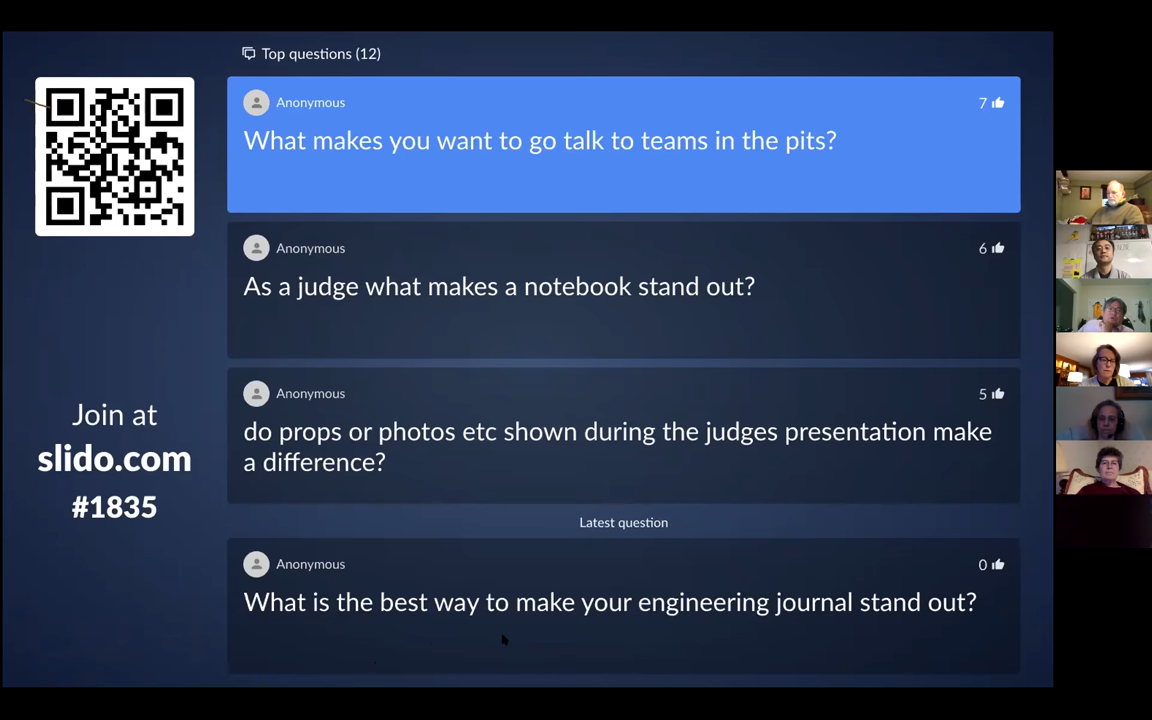 Top questions (12)
Anonymous
7
What makes you want to go talk to teams in the pits?
Anonymous
6
As a judge what makes a notebook stand out?
Anonymous
5
do props or photos etc shown during the judges presentation make
a difference?
Latest question
Anonymous
0
What is the best way to make your engineering journal stand out?
Join at
slido.com
#1835